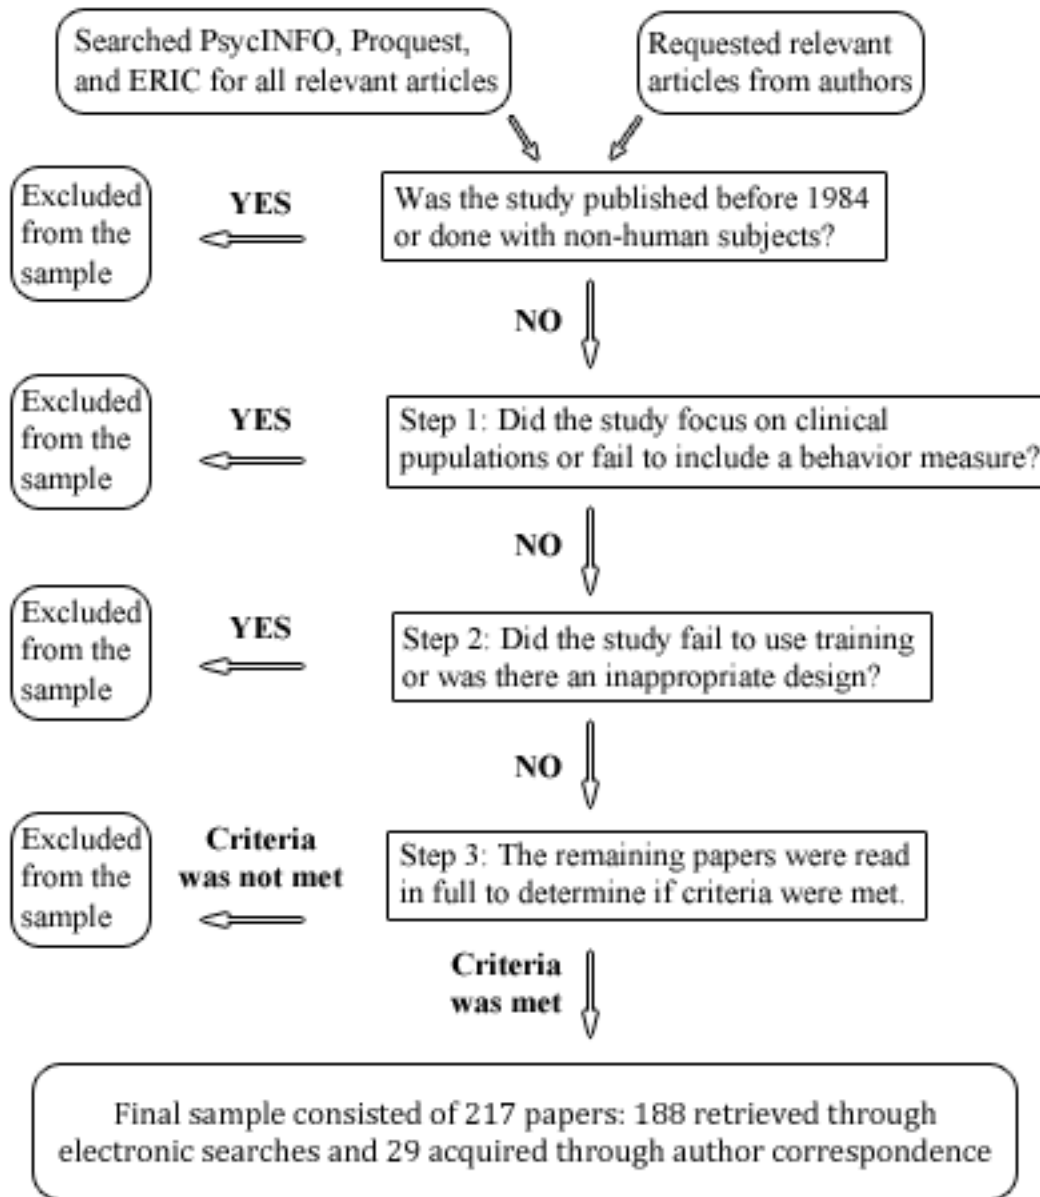 Searched PsycINFO, Proquest,
and ERIC for all relevant articles
Requested relevant
articles from authors
Excluded
from the
sample
YES
Was the study published before 1984
or done with non-human subjects?
NO
Excluded
from the
sample
YES
Step 1: Did the study focus on clinical
pupulations or fail to include a behavior measure?
NO
Excluded
from the
sample
YES
Step 2: Did the study fail to use training
or was there an inappropriate design?
NO
Excluded
from the
sample
Criteria
was not met
Step 3: The remaining papers were read
in full to determine if criteria were met.
Criteria
was met
Final sample consisted of 217 papers: 188 retrieved through
electronic searches and 29 acquired through author correspondence